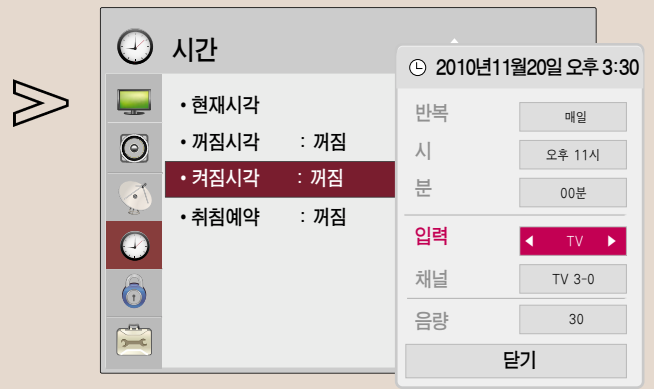 시간
• 현재시각
• 꺼짐시각 : 꺼짐
• 켜짐시각 : 꺼짐
• 취침예약 : 꺼짐
2010년11월20일 오후 3:30
반복 매일
시 오후 11시
분 00분
입력 ◀ TV ▶
채널 TV 3-0
음량 30
닫기